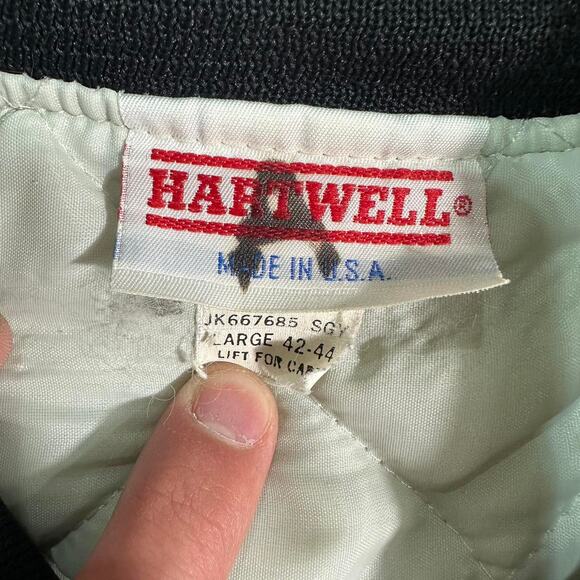 HARTWELL®
MADE IN U.S.A.
JK667685 SGY
LARGE 42-44
LIFT FOR